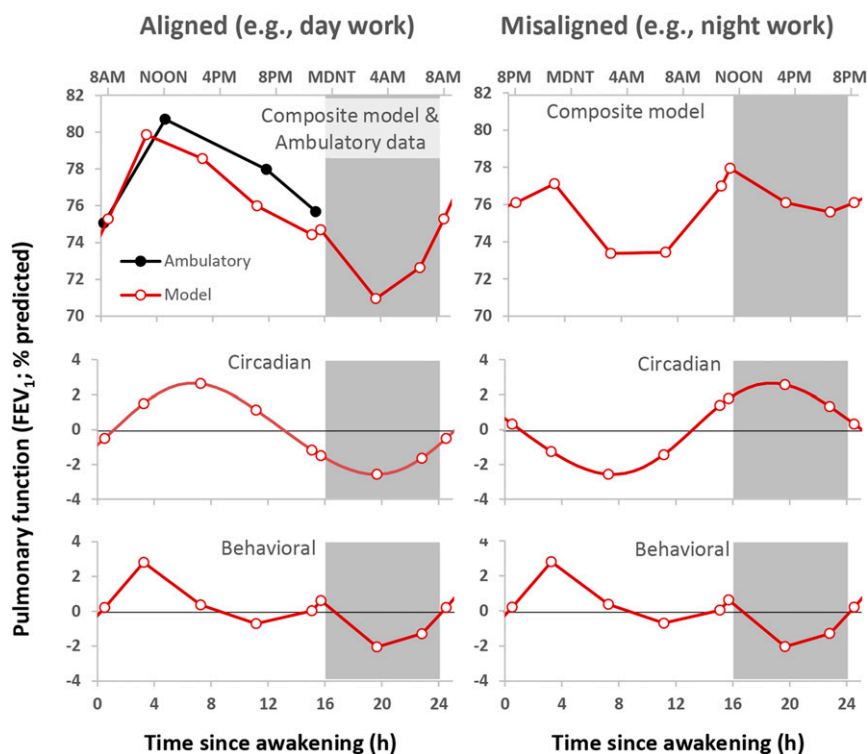 Aligned (e.g., day work)
Misaligned (e.g., night work)
8AM NOON 4PM 8PM MDNT 4AM 8AM
8PM MDNT 4AM 8AM NOON 4PM 8PM
82
80
78
76
74
72
70
Composite model &
Ambulatory data
Ambulatory
Model
82
80
78
76
74
72
70
Composite model
Pulmonary function (FEV1; % predicted)
4
2
0
-2
-4
Circadian
4
2
0
-2
-4
Circadian
4
2
0
-2
-4
Behavioral
4
2
0
-2
-4
Behavioral
0 4 8 12 16 20 24
0 4 8 12 16 20 24
Time since awakening (h)
Time since awakening (h)